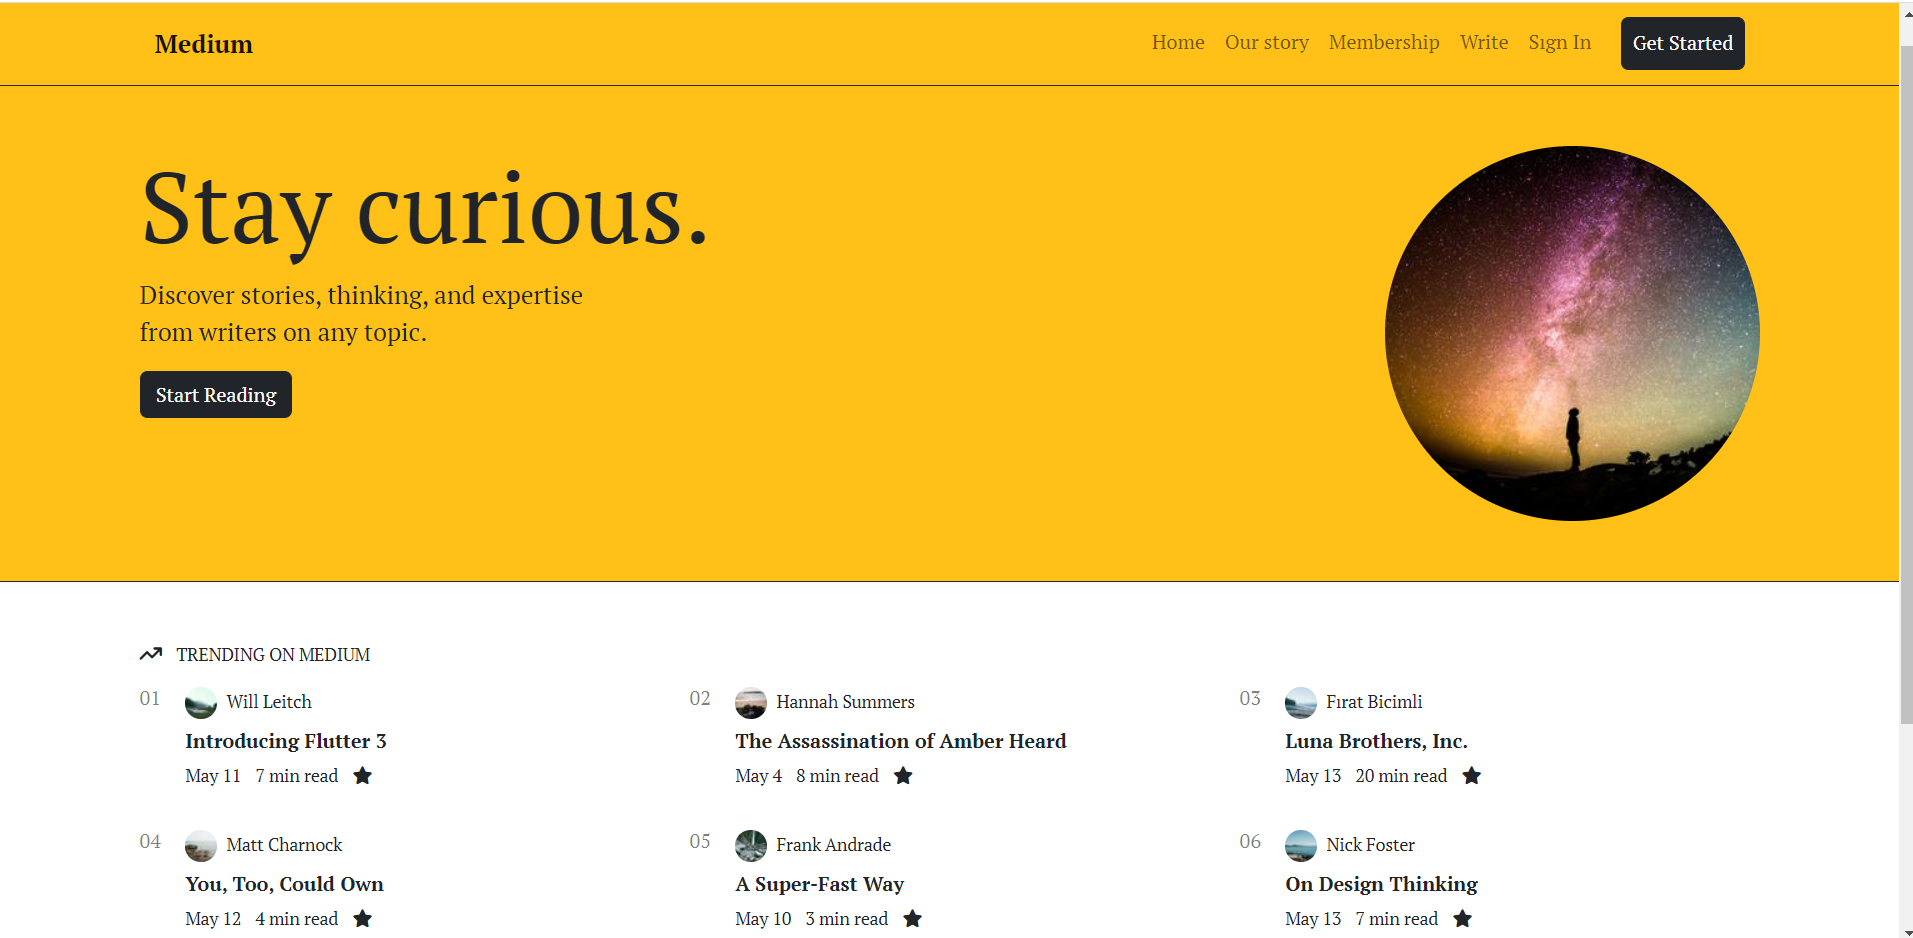 Medium
Home Our story Membership Write Sıgn In Get Started
Stay curious.
Discover stories, thinking, and expertise
from writers on any topic.
Start Reading
TRENDING ON MEDIUM
01 Will Leitch
Introducing Flutter 3
May 11 7 min read
02 Hannah Summers
The Assassination of Amber Heard
May 4 8 min read
03 Fırat Bicimli
Luna Brothers, Inc.
May 13 20 min read
04 Matt Charnock
You, Too, Could Own
May 12 4 min read
05 Frank Andrade
A Super-Fast Way
May 10 3 min read
06 Nick Foster
On Design Thinking
May 13 7 min read